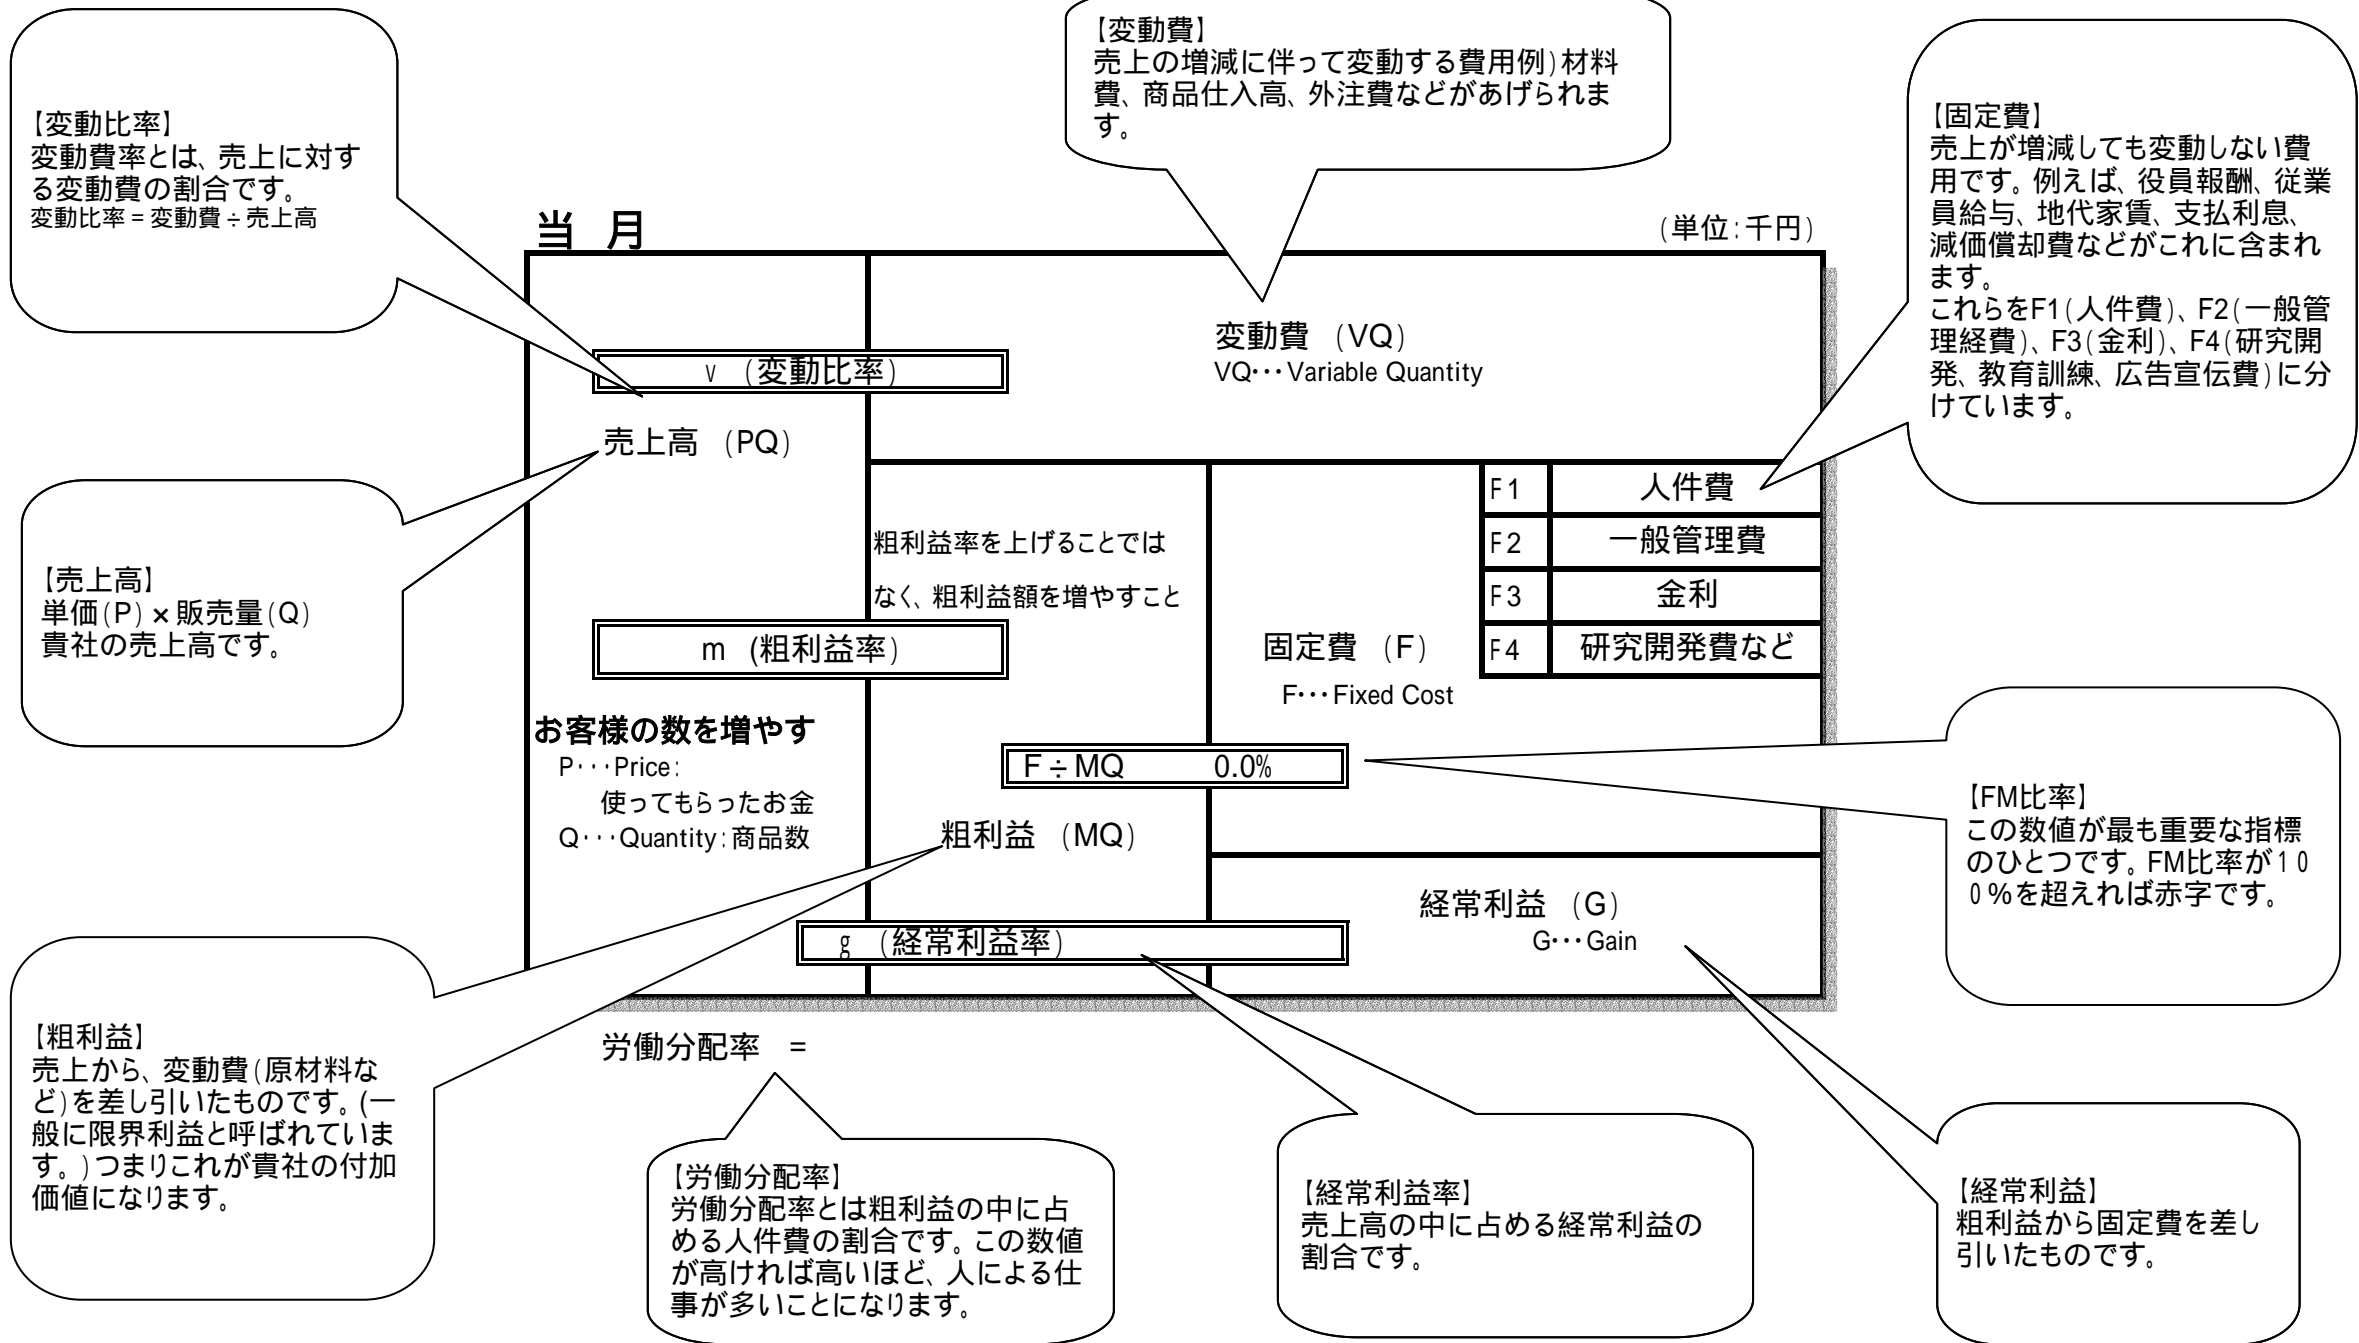 【変動比率】
変動費率とは、売上に対す
る変動費の割合です。
変動比率=変動費÷売上高
【変動費】
売上の増減に伴って変動する費用例)材料
費、商品仕入高、外注費などがあげられま
す。
【固定費】
売上が増減しても変動しない費
用です。例えば、役員報酬、従業
員給与、地代家賃、支払利息、
減価償却費などがこれに含まれ
ます。
これらをF1(人件費)、F2(一般管
理経費)、F3(金利)、F4(研究開
発、教育訓練、広告宣伝費)に分
けています。
当 月
(単位:千円)
変動費 (VQ)
VQ・・・Variable Quantity
v (変動比率)
売上高 (PQ)
【売上高】
単価(P)×販売量(Q)
貴社の売上高です。
粗利益率を上げることでは
なく、粗利益額を増やすこと
F1 人件費
F2 一般管理費
F3 金利
F4 研究開発費など
m (粗利益率)
固定費 (F)
F・・・Fixed Cost
お客様の数を増やす
P・・・Price:
使ってもらったお金
Q・・・Quantity:商品数
F÷MQ 0.0%
粗利益 (MQ)
【FM比率】
この数値が最も重要な指標
のひとつです。FM比率が10
0%を超えれば赤字です。
経常利益 (G)
G・・・Gain
g (経常利益率)
【粗利益】
売上から、変動費(原材料な
ど)を差し引いたものです。(一
般に限界利益と呼ばれていま
す。)つまりこれが貴社の付加
価値になります。
労働分配率 =
【労働分配率】
労働分配率とは粗利益の中に占
める人件費の割合です。この数値
が高ければ高いほど、人による仕
事が多いことになります。
【経常利益率】
売上高の中に占める経常利益の
割合です。
【経常利益】
粗利益から固定費を差し
引いたものです。